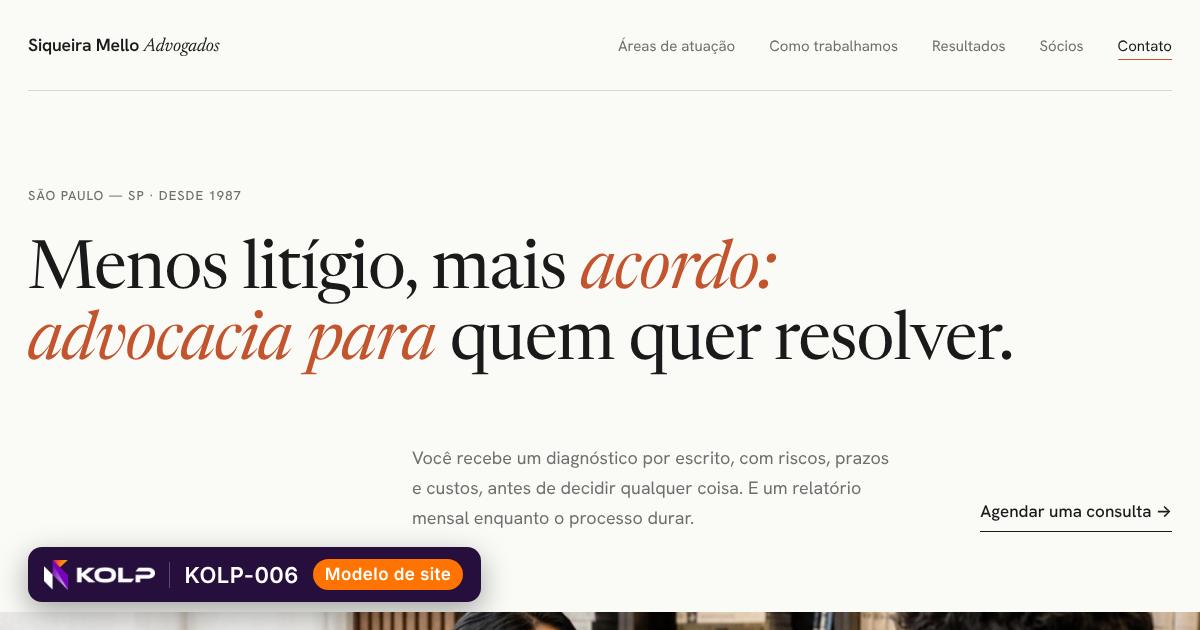 Siqueira Mello Advogados
Áreas de atuação
Como trabalhamos
Resultados
Sócios
Contato
SÃO PAULO — SP · DESDE 1987
Menos litígio, mais acordo:
advocacia para quem quer resolver.
Você recebe um diagnóstico por escrito, com riscos, prazos
e custos, antes de decidir qualquer coisa. E um relatório
mensal enquanto o processo durar.
Agendar uma consulta →
KOLP
KOLP-006
Modelo de site